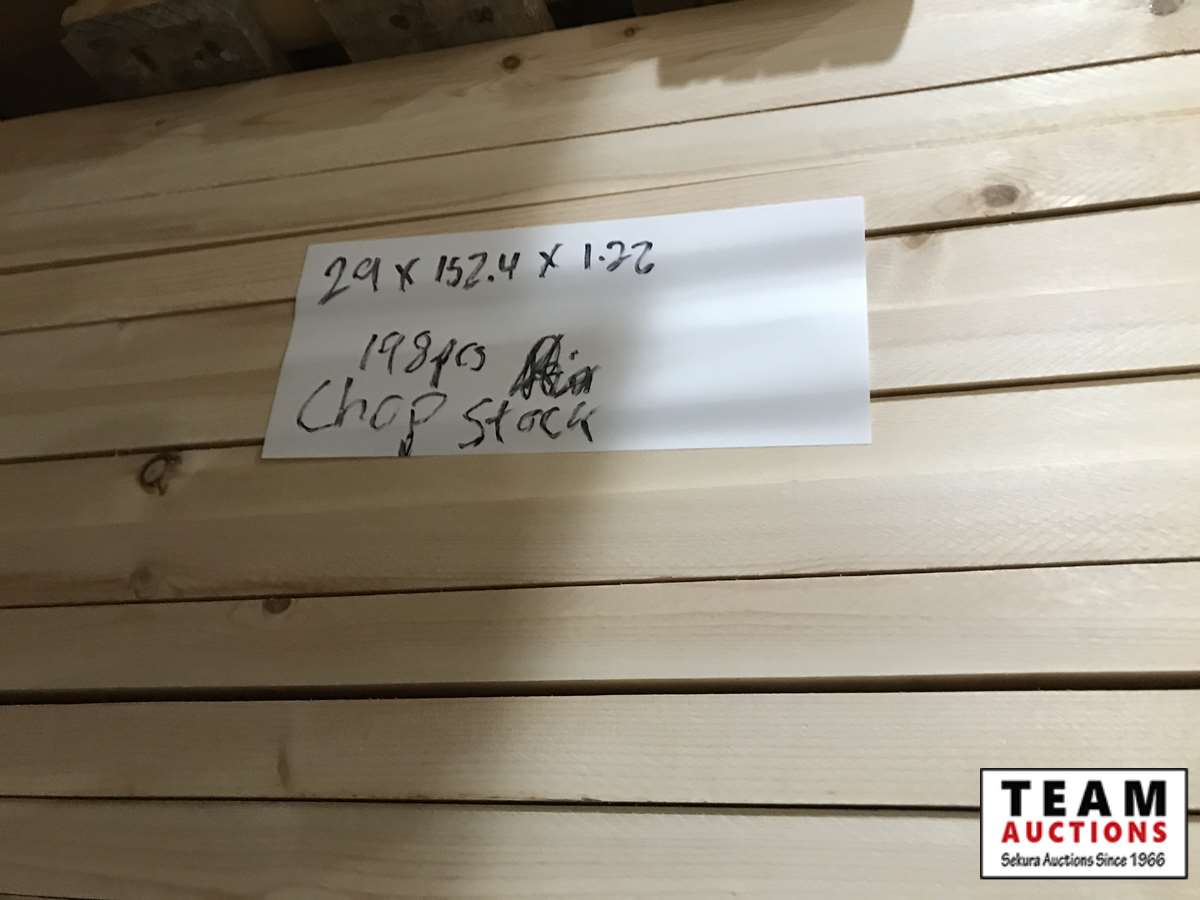 29 x 152.4 x 1.22
198pcs
Chop Stock
TEAM
AUCTIONS
Sekura Auctions Since 1966